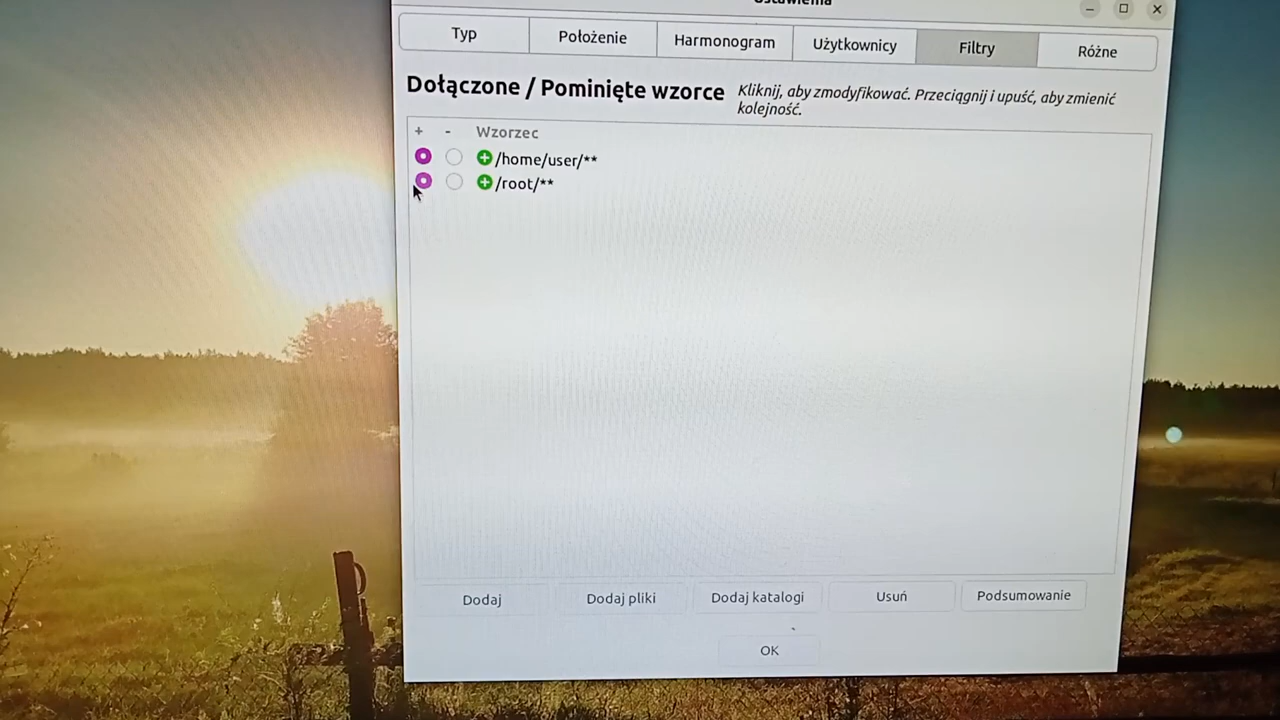 Ustawienia
Typ
Położenie
Harmonogram
Użytkownicy
Filtry
Różne
Dołączone / Pominięte wzorce
Kliknij, aby zmodyfikować. Przeciągnij i upuść, aby zmienić
kolejność.
+ - Wzorzec
/home/user/**
/root/**
Dodaj
Dodaj pliki
Dodaj katalogi
Usuń
Podsumowanie
OK